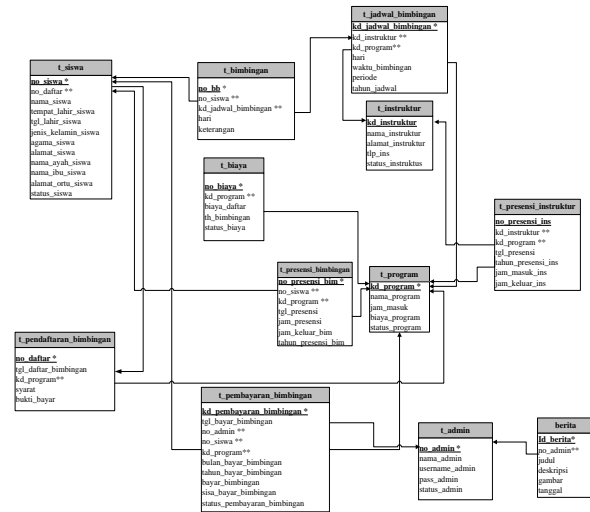 t_jadwal_bimbingan
kd_jadwal_bimbingan *
kd_instruktur **
kd_program**
hari
waktu_bimbingan
periode
tahun_jadwal
t_siswa
no_siswa *
no_daftar **
nama_siswa
tempat_lahir_siswa
tgl_lahir_siswa
jenis_kelamin_siswa
agama_siswa
alamat_siswa
nama_ayah_siswa
nama_ibu_siswa
alamat_ortu_siswa
status_siswa
t_bimbingan
no_bb *
no_siswa **
kd_jadwal_bimbingan **
hari
keterangan
t_instruktur
kd_instruktur
nama_instruktur
alamat_instruktur
tlp_ins
status_instruktus
t_biaya
no_biaya *
kd_program **
biaya_daftar
th_bimbingan
status_biaya
t_presensi_instruktur
no_presensi_ins
kd_instruktur **
kd_program **
tgl_presensi
tahun_presensi_ins
jam_masuk_ins
jam_keluar_ins
t_presensi_bimbingan
no_presensi_bim *
no_siswa **
kd_program **
tgl_presensi
jam_presensi
jam_keluar_bim
tahun_presensi_bim
t_program
kd_program *
nama_program
jam_masuk
biaya_program
status_program
t_pendaftaran_bimbingan
no_daftar *
tgl_daftar_bimbingan
kd_program**
syarat
bukti_bayar
t_pembayaran_bimbingan
kd_pembayaran_bimbingan *
tgl_bayar_bimbingan
no_admin **
no_siswa **
kd_program**
bulan_bayar_bimbingan
tahun_bayar_bimbingan
bayar_bimbingan
sisa_bayar_bimbingan
status_pembayaran_bimbingan
t_admin
no_admin *
nama_admin
username_admin
pass_admin
status_admin
berita
Id_berita*
no_admin**
judul
deskripsi
gambar
tanggal